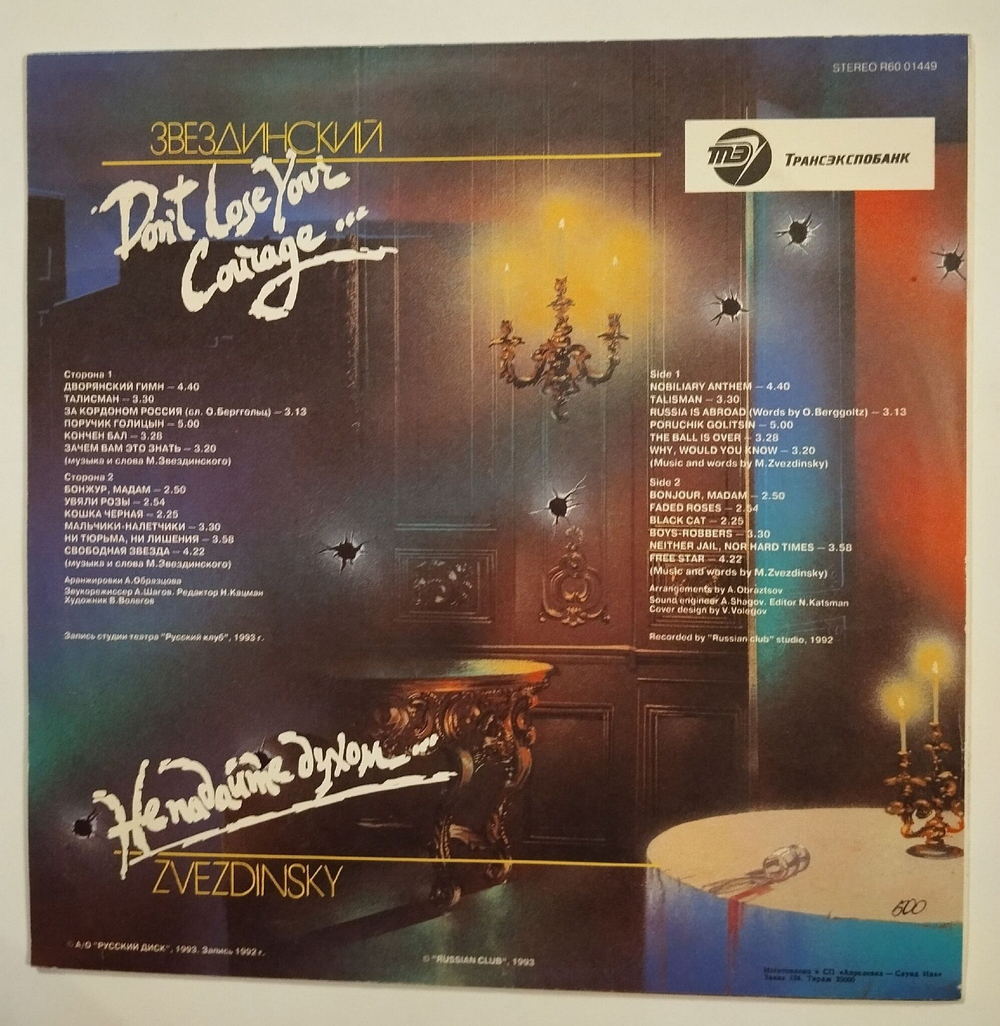 STEREO R60 01449
ЗВЕЗДИНСКИЙ
Don't Lose Your
Courage...
ТЭ ТРАНСЭКСПОБАНК
Сторона 1
ДВОРЯНСКИЙ ГИМН — 4.40
ТАЛИСМАН — 3.30
ЗА КОРДОНОМ РОССИЯ (сл. О.Берггольц) — 3.13
ПОРУЧИК ГОЛИЦЫН — 5.00
КОНЧЕН БАЛ — 3.28
ЗАЧЕМ ВАМ ЭТО ЗНАТЬ — 3.20
(музыка и слова М.Звездинского)
Сторона 2
БОНЖУР, МАДАМ — 2.50
УВЯЛИ РОЗЫ — 2.54
КОШКА ЧЕРНАЯ — 2.25
МАЛЬЧИКИ-НАЛЕТЧИКИ — 3.30
НИ ТЮРЬМА, НИ ЛИШЕНИЯ — 3.58
СВОБОДНАЯ ЗВЕЗДА — 4.22
(музыка и слова М.Звездинского)
Аранжировки А.Образцова
Звукорежиссер А.Шагов. Редактор Н.Кацман
Художник В.Волегов
Запись студии театра "Русский клуб", 1993 г.
Side 1
NOBILIARY ANTHEM — 4.40
TALISMAN — 3.30
RUSSIA IS ABROAD (Words by O.Berggoltz) — 3.13
PORUCHIK GOLITSIN — 5.00
THE BALL IS OVER — 3.28
WHY, WOULD YOU KNOW — 3.20
(Music and words by M.Zvezdinsky)
Side 2
BONJOUR, MADAM — 2.50
FADED ROSES — 2.54
BLACK CAT — 2.25
BOYS-ROBBERS — 3.30
NEITHER JAIL, NOR HARD TIMES — 3.58
FREE STAR — 4.22
(Music and words by M.Zvezdinsky)
Arrangements by A.Obraztsov
Sound engineer A.Shagov. Editor N.Katsman
Cover design by V.Volegov
Recorded by "Russian club" studio, 1992
Не падайте духом...
ZVEZDINSKY
600
© А/О "РУССКИЙ ДИСК", 1993. Запись 1992 г.
© "RUSSIAN CLUB", 1993
Изготовлено в СП «Апрелевка — Саунд Инк»
Заказ 124. Тираж 25000